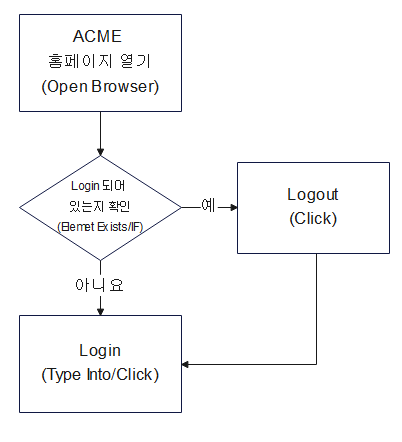 ACME
홈페이지 열기
(Open Browser)
Login 되어
있는지 확인
(Elemet Exists/IF)
예
Logout
(Click)
아니요
Login
(Type Into/Click)